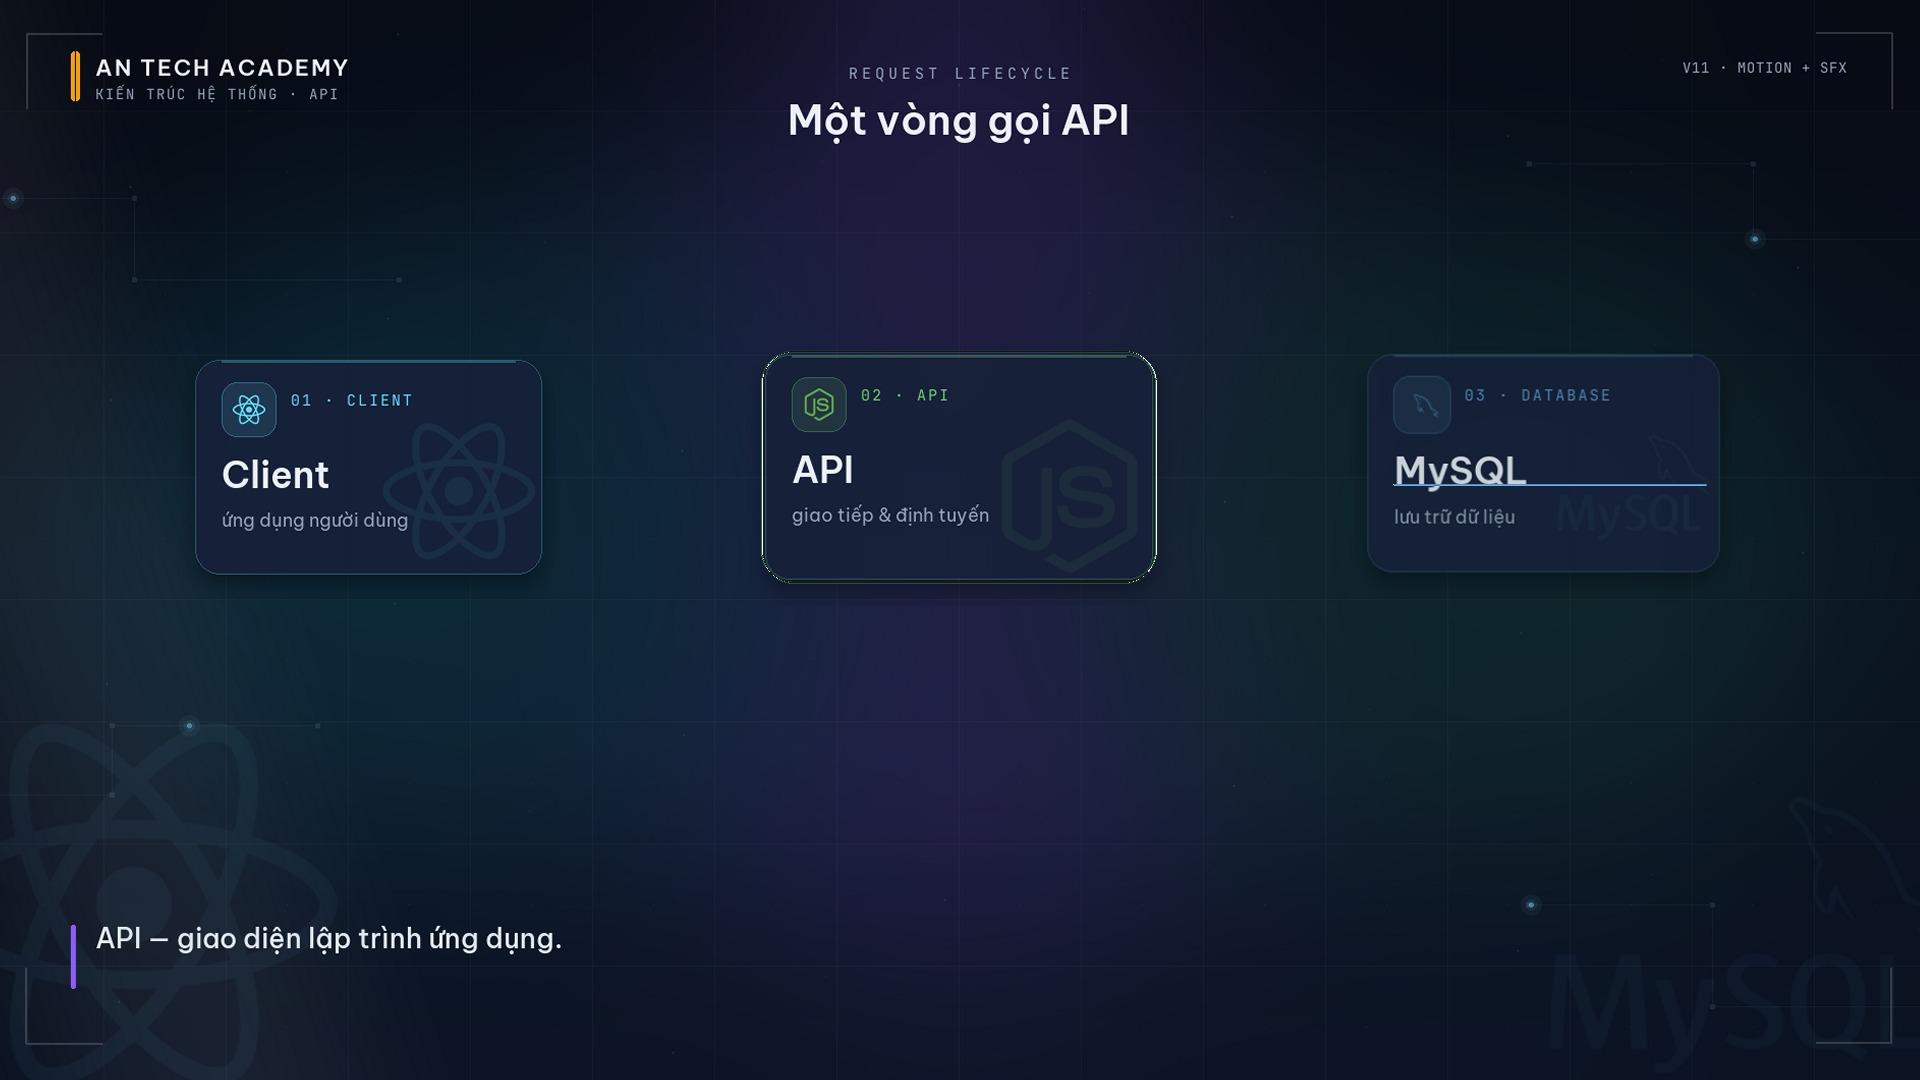 AN TECH ACADEMY
KIẾN TRÚC HỆ THỐNG · API
REQUEST LIFECYCLE
Một vòng gọi API
V11 · MOTION + SFX
01 · CLIENT
Client
ứng dụng người dùng
02 · API
JS
API
giao tiếp & định tuyến
JS
03 · DATABASE
MySQL
lưu trữ dữ liệu
MySQL
API — giao diện lập trình ứng dụng.
MySQL